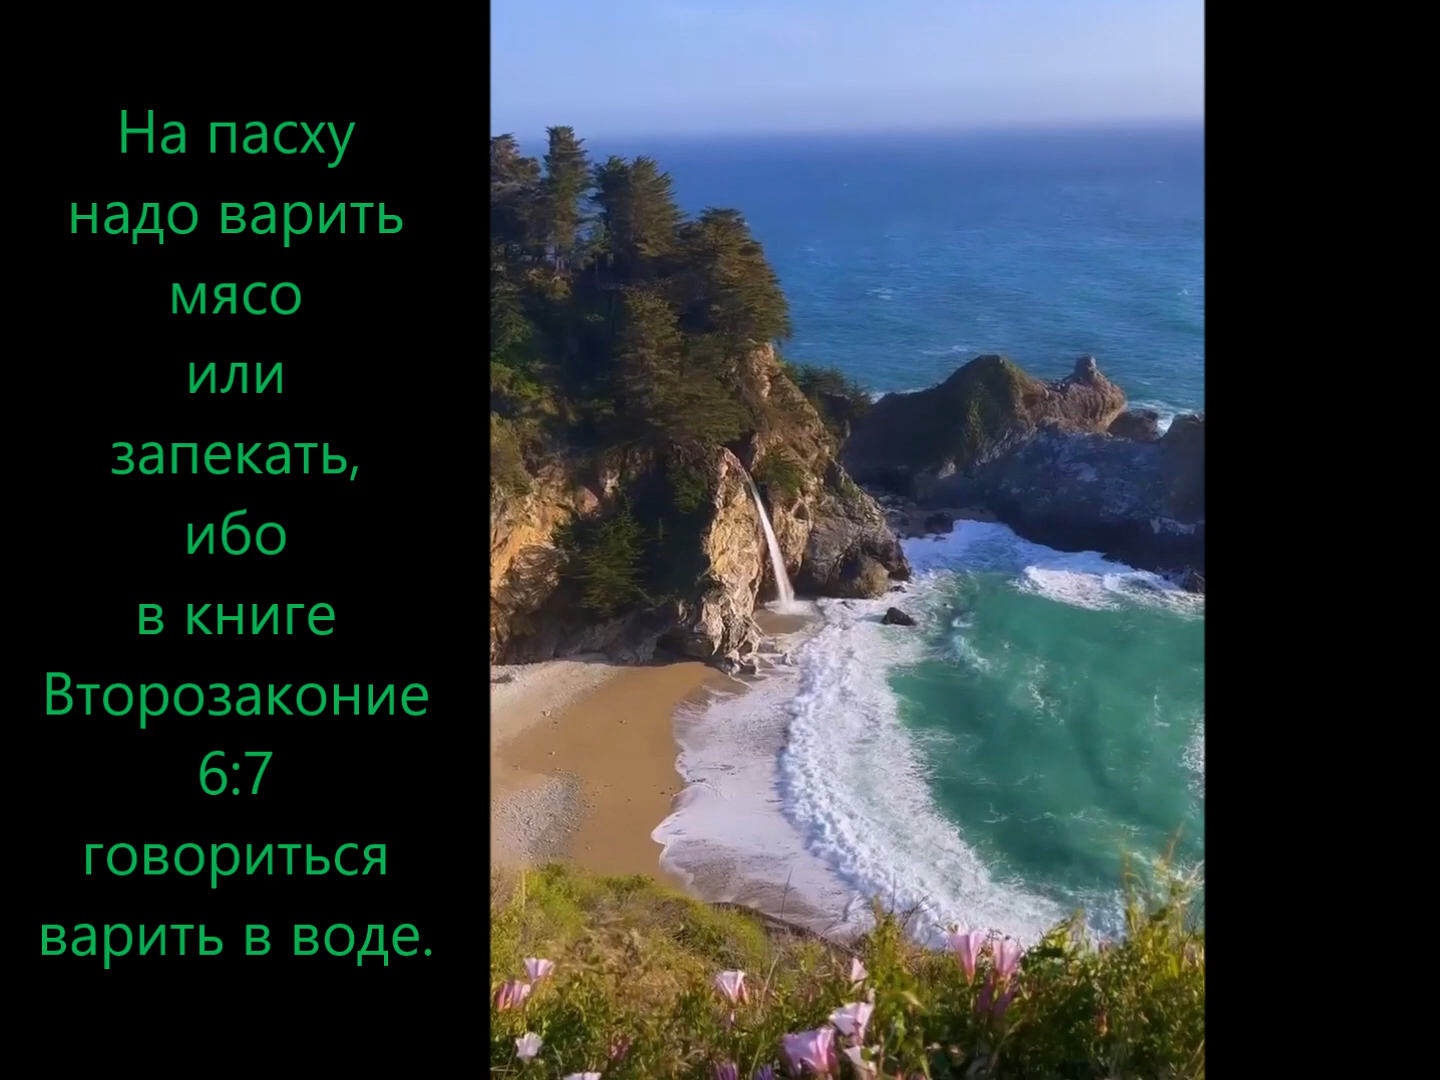 На пасху
надо варить
мясо
или
запекать,
ибо
в книге
Второзаконие
6:7
говориться
варить в воде.